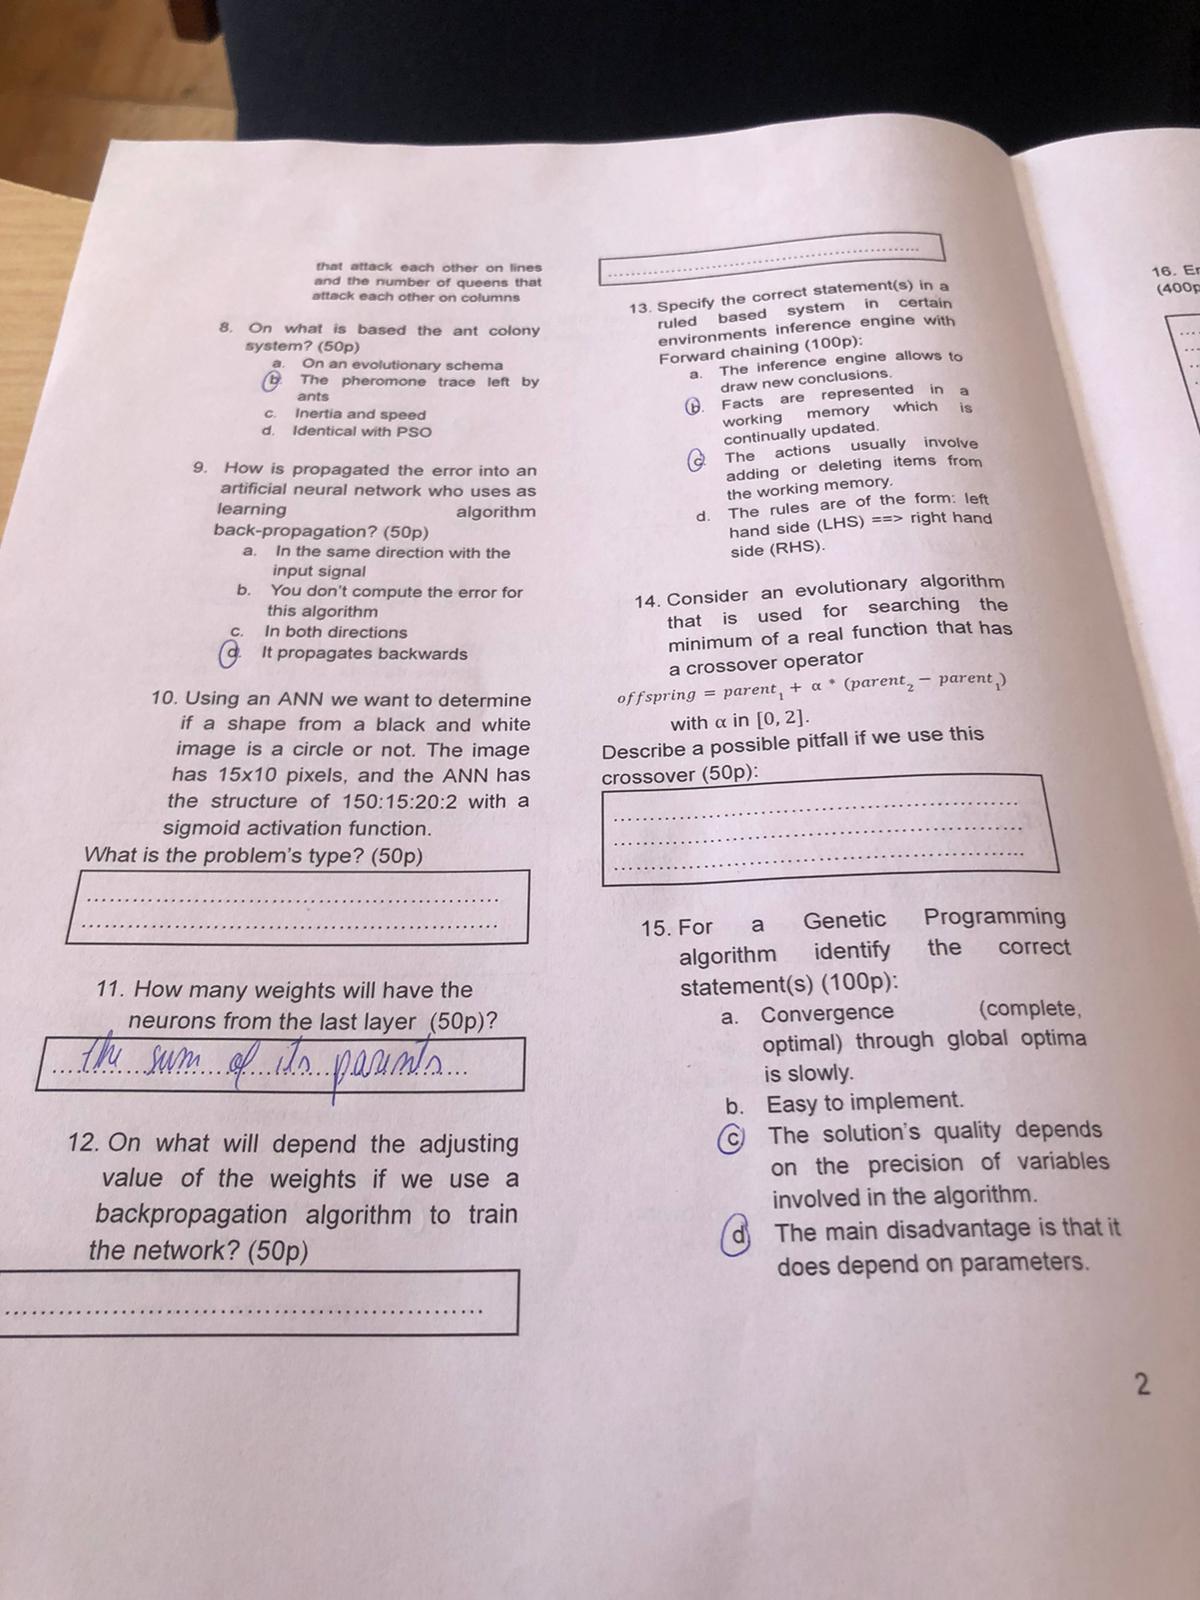 that attack each other on lines
and the number of queens that
attack each other on columns
8. On what is based the ant colony
system? (50p)
a. On an evolutionary schema
b. The pheromone trace left by
ants
c. Inertia and speed
d. Identical with PSO
9. How is propagated the error into an
artificial neural network who uses as
learning algorithm
back-propagation? (50p)
a. In the same direction with the
input signal
b. You don't compute the error for
this algorithm
c. In both directions
d. It propagates backwards
10. Using an ANN we want to determine
if a shape from a black and white
image is a circle or not. The image
has 15x10 pixels, and the ANN has
the structure of 150:15:20:2 with a
sigmoid activation function.
What is the problem's type? (50p)
11. How many weights will have the
neurons from the last layer (50p)?
the sum of its parents
12. On what will depend the adjusting
value of the weights if we use a
backpropagation algorithm to train
the network? (50p)
13. Specify the correct statement(s) in a
ruled based system in certain
environments inference engine with
Forward chaining (100p):
a. The inference engine allows to
draw new conclusions.
b. Facts are represented in a
working memory which is
continually updated.
c. The actions usually involve
adding or deleting items from
the working memory.
d. The rules are of the form: left
hand side (LHS) ==> right hand
side (RHS).
14. Consider an evolutionary algorithm
that is used for searching the
minimum of a real function that has
a crossover operator
offspring = parent₁ + α * (parent₂ − parent₁)
with α in [0, 2].
Describe a possible pitfall if we use this
crossover (50p):
15. For a Genetic Programming
algorithm identify the correct
statement(s) (100p):
a. Convergence (complete,
optimal) through global optima
is slowly.
b. Easy to implement.
c The solution's quality depends
on the precision of variables
involved in the algorithm.
d The main disadvantage is that it
does depend on parameters.
2
16.
(400p